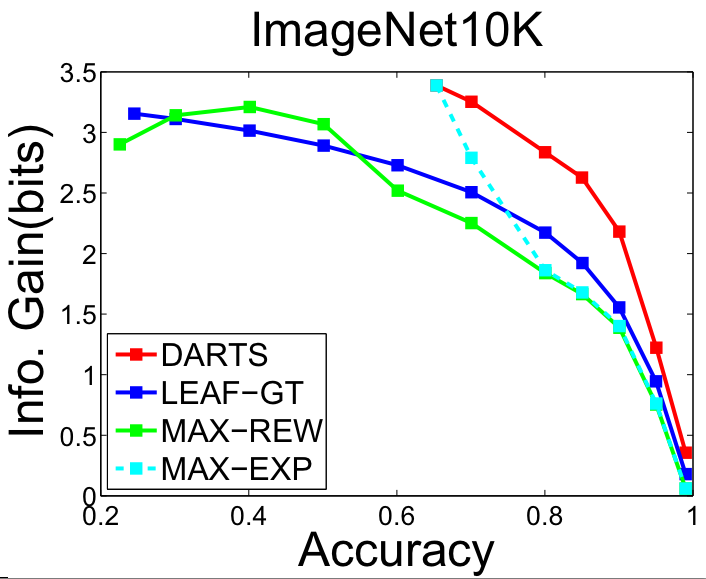 ImageNet10K
Info. Gain(bits)
3.5
3
2.5
2
1.5
1
0.5
0
DARTS
LEAF−GT
MAX−REW
MAX−EXP
0.2
0.4
0.6
0.8
1
Accuracy